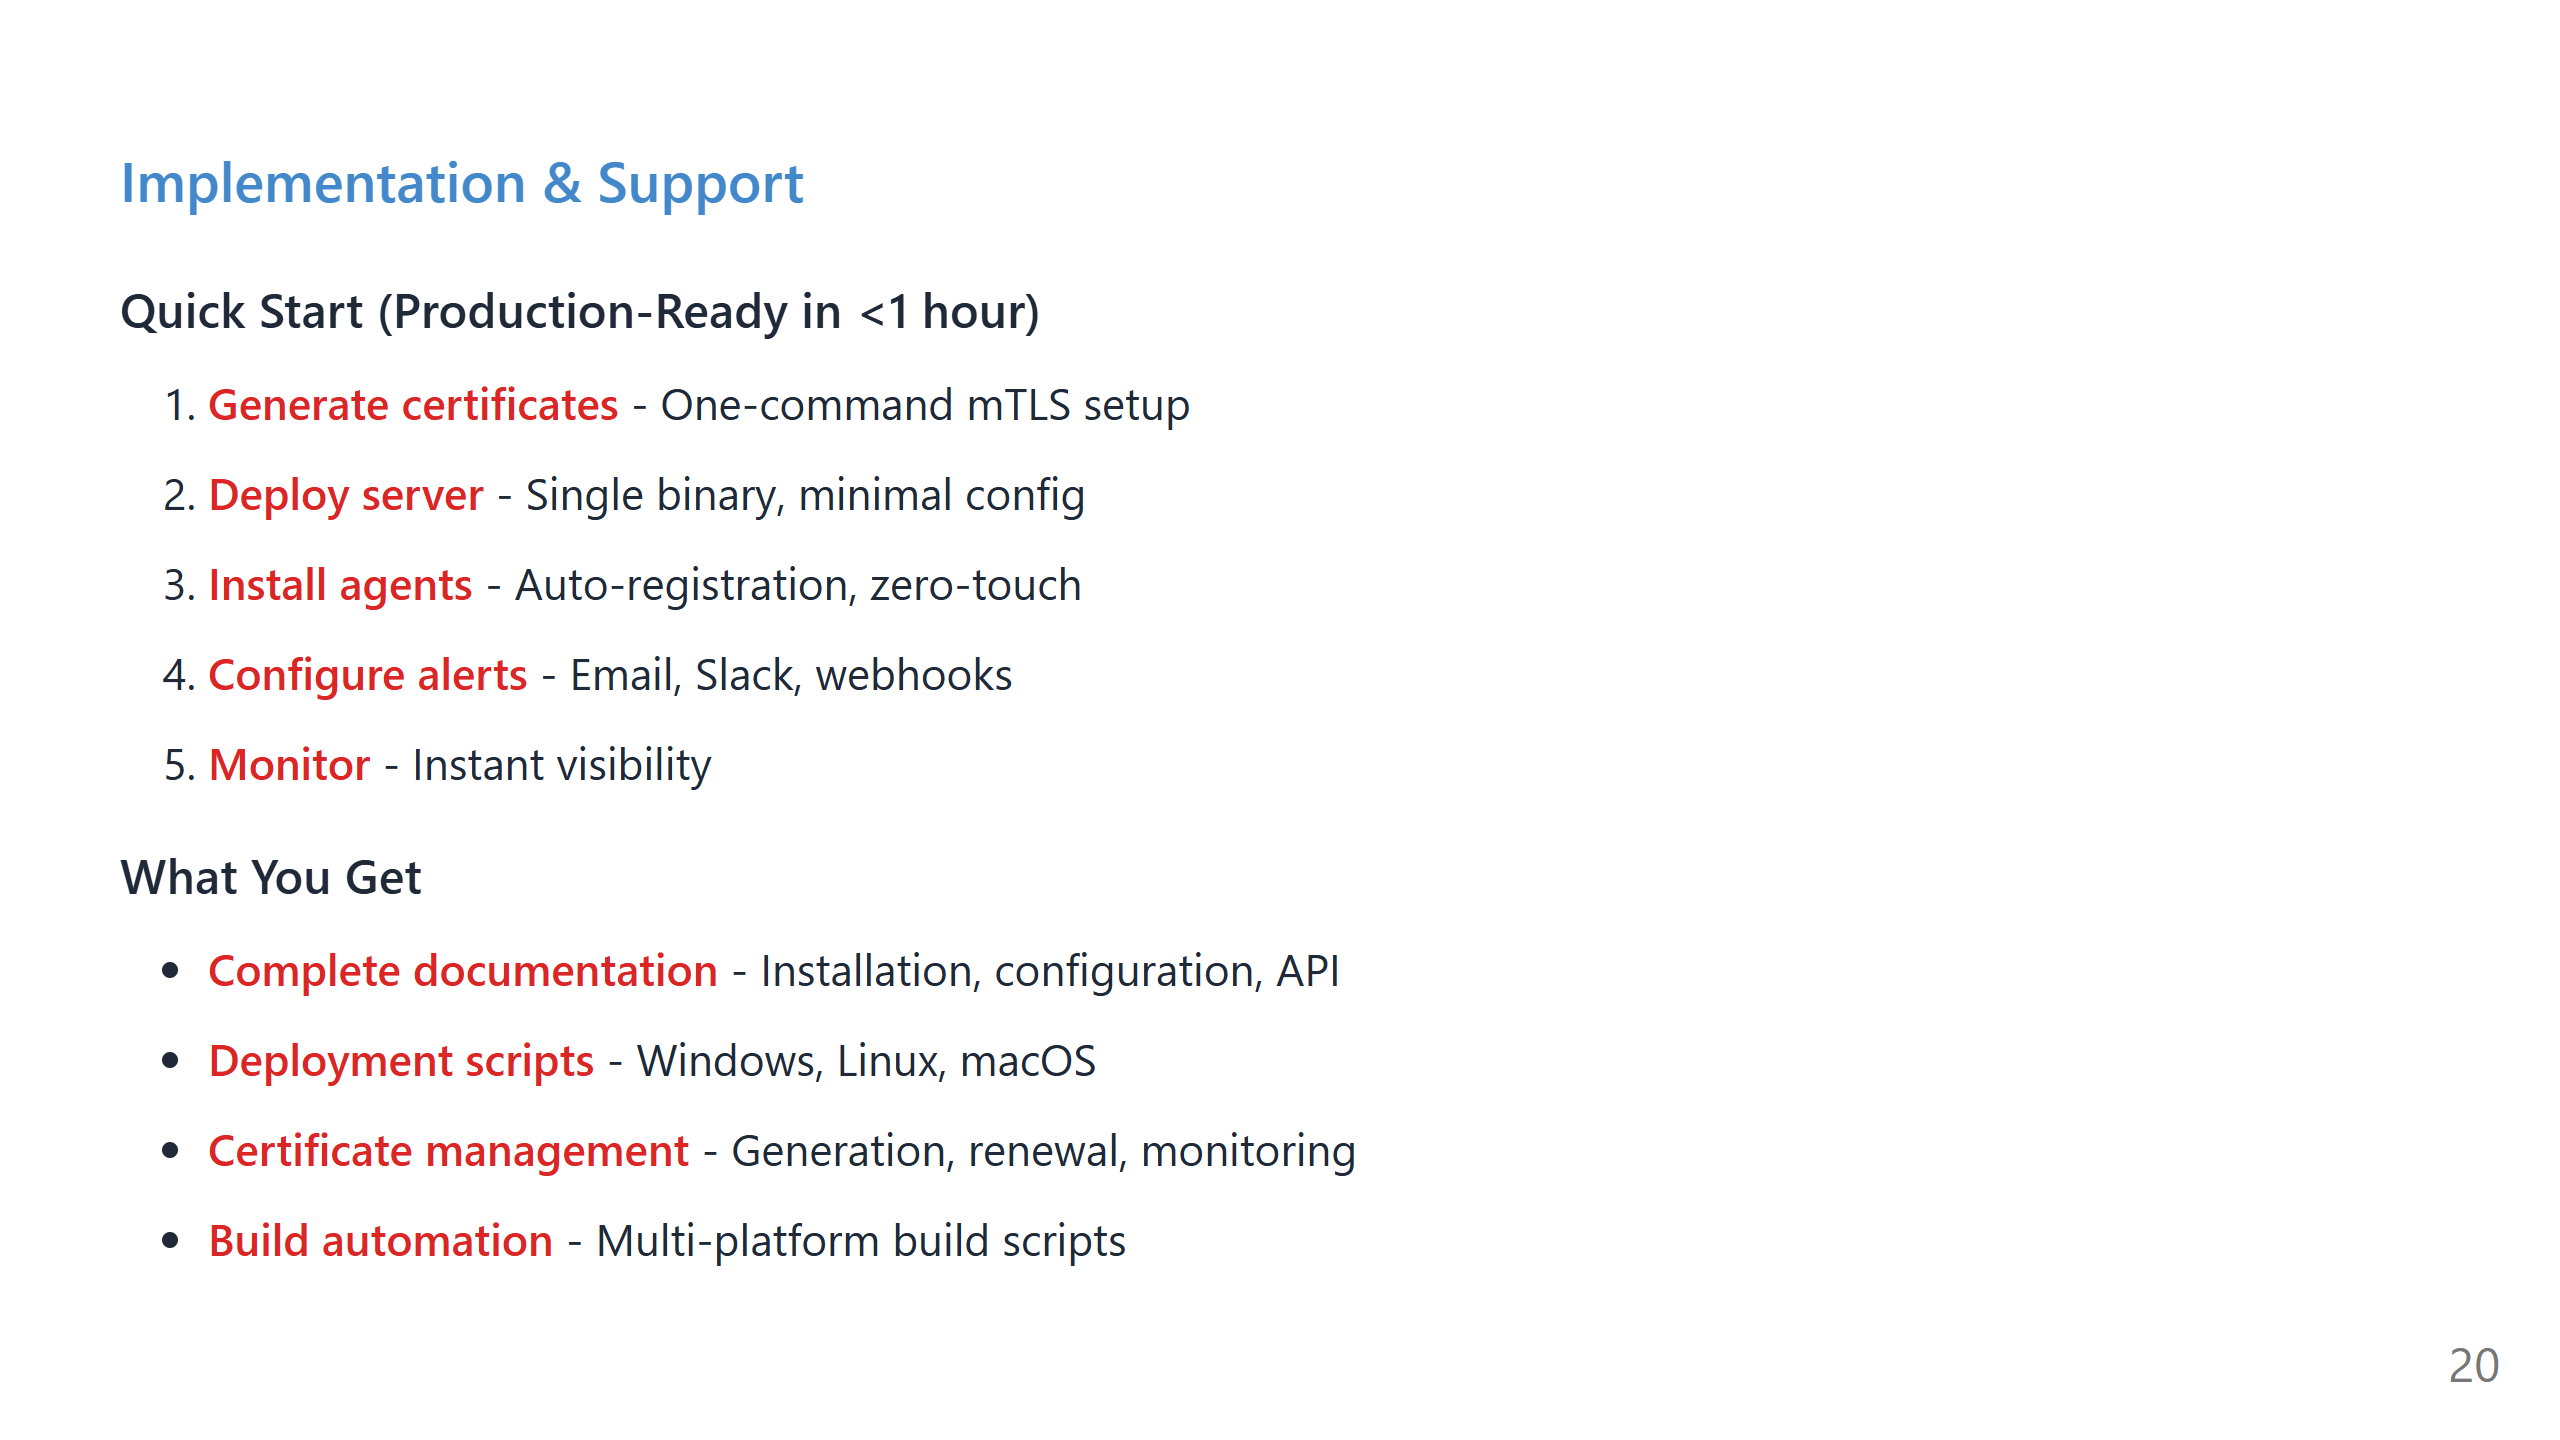 Implementation & Support
Quick Start (Production-Ready in <1 hour)
1. Generate certificates - One-command mTLS setup
2. Deploy server - Single binary, minimal config
3. Install agents - Auto-registration, zero-touch
4. Configure alerts - Email, Slack, webhooks
5. Monitor - Instant visibility
What You Get
• Complete documentation - Installation, configuration, API
• Deployment scripts - Windows, Linux, macOS
• Certificate management - Generation, renewal, monitoring
• Build automation - Multi-platform build scripts
20